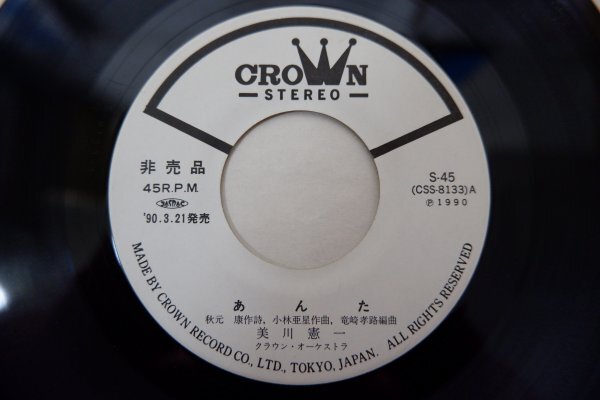 CROWN
STEREO
非売品
45R.P.M.
'90.3.21発売
S-45
(CSS-8133)A
Ⓟ1990
あんた
秋元 康作詩、小林亜星作曲、竜崎孝路編曲
美川憲一
クラウン・オーケストラ
MADE BY CROWN RECORD CO., LTD., TOKYO, JAPAN. ALL RIGHTS RESERVED